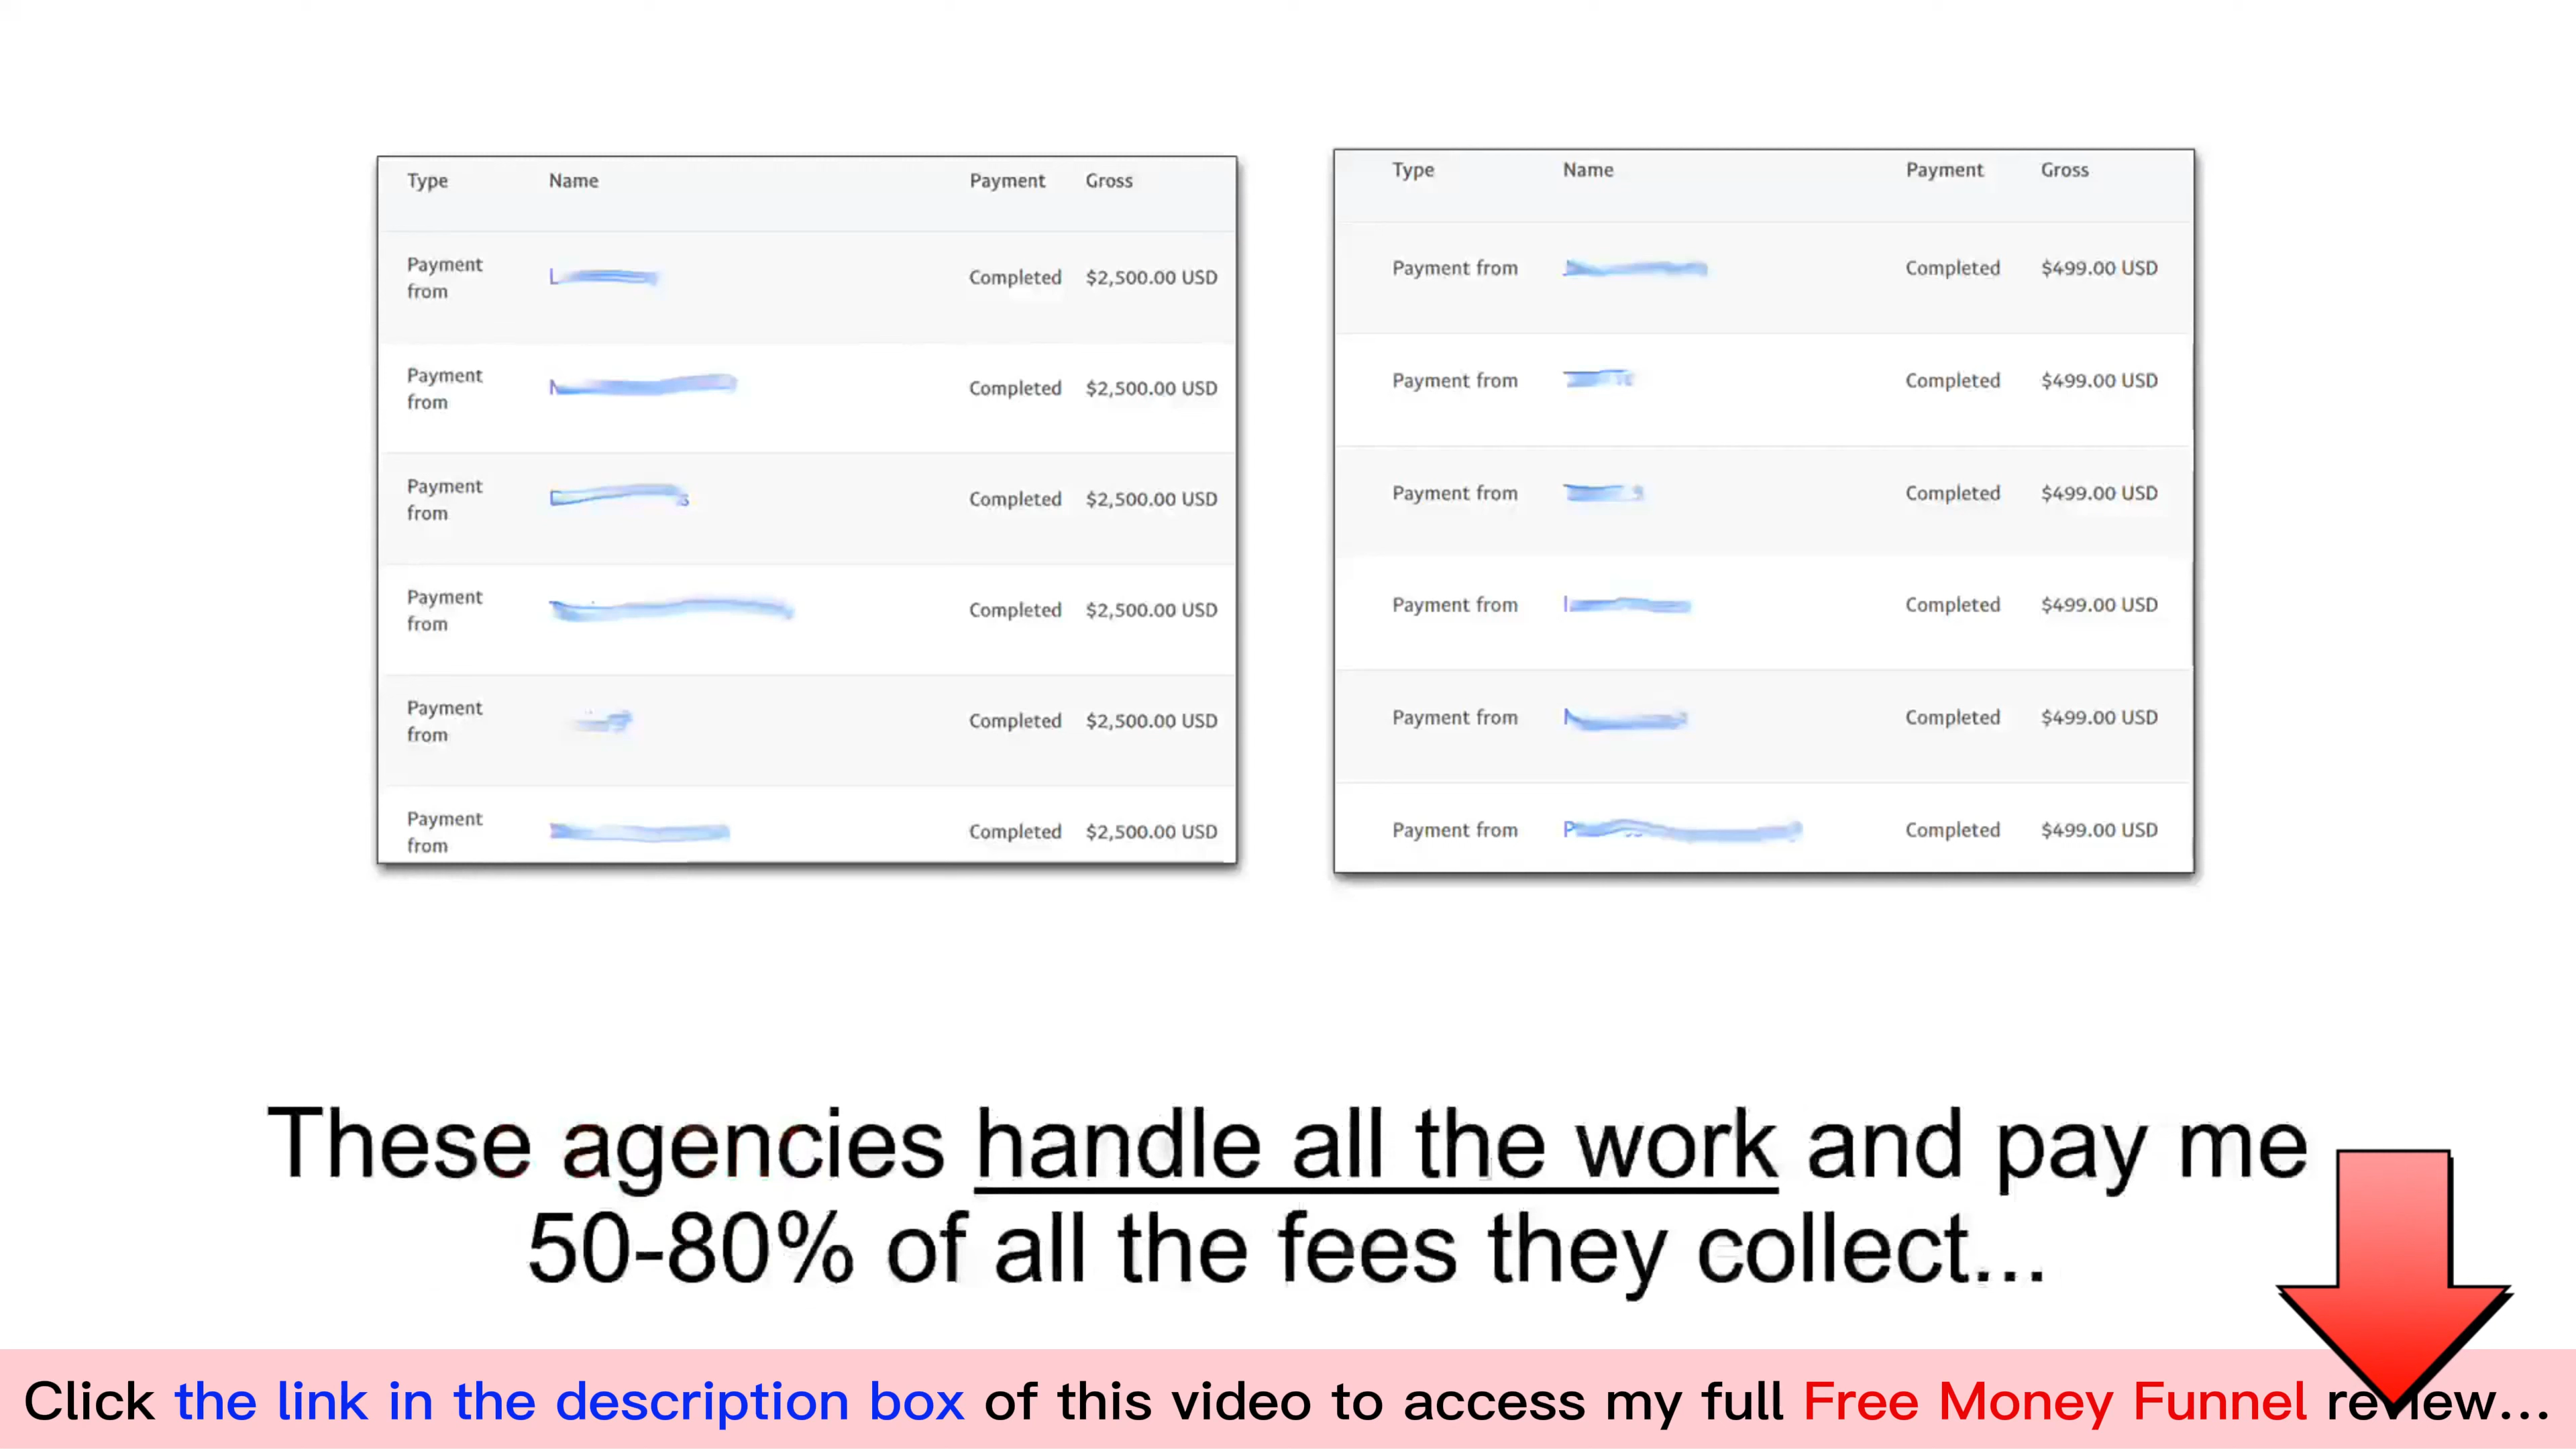 Type Name Payment Gross
Payment from Completed $2,500.00 USD
Payment from Completed $2,500.00 USD
Payment from Completed $2,500.00 USD
Payment from Completed $2,500.00 USD
Payment from Completed $2,500.00 USD
Payment from Completed $2,500.00 USD
Type Name Payment Gross
Payment from Completed $499.00 USD
Payment from Completed $499.00 USD
Payment from Completed $499.00 USD
Payment from Completed $499.00 USD
Payment from Completed $499.00 USD
Payment from Completed $499.00 USD
These agencies handle all the work and pay me
50-80% of all the fees they collect...
Click the link in the description box of this video to access my full Free Money Funnel review...